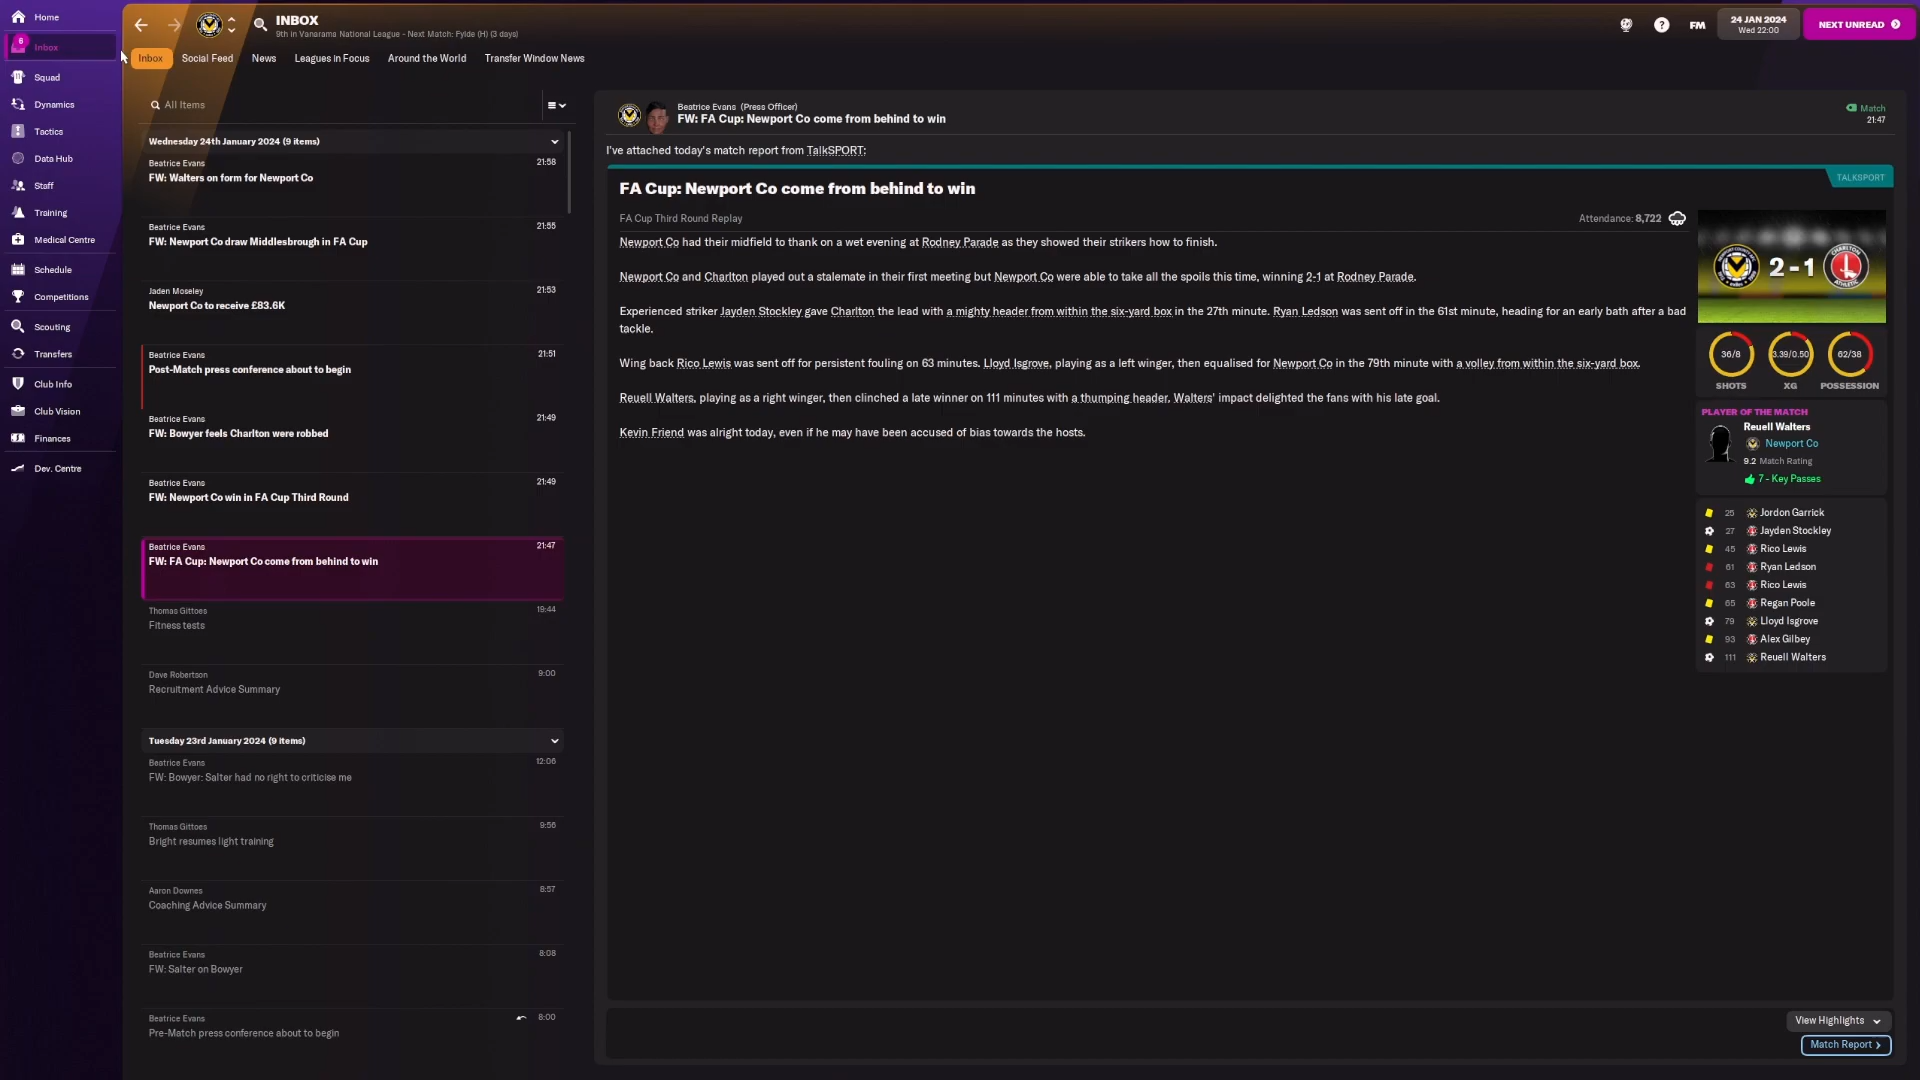 Home
INBOX
9th in Vanarama National League - Next Match: Fylde (H) (3 days)
FM
24 JAN 2024
Wed 22:00
NEXT UNREAD
6
Inbox
Squad
Dynamics
Tactics
Data Hub
Staff
Training
Medical Centre
Schedule
Competitions
Scouting
Transfers
Club Info
Club Vision
Finances
Dev. Centre
Inbox
Social Feed
News
Leagues in Focus
Around the World
Transfer Window News
All Items
Wednesday 24th January 2024 (9 items)
Beatrice Evans 21:58
FW: Walters on form for Newport Co
Beatrice Evans 21:55
FW: Newport Co draw Middlesbrough in FA Cup
Jaden Moseley 21:53
Newport Co to receive £83.6K
Beatrice Evans 21:51
Post-Match press conference about to begin
Beatrice Evans 21:49
FW: Bowyer feels Charlton were robbed
Beatrice Evans 21:49
FW: Newport Co win in FA Cup Third Round
Beatrice Evans 21:47
FW: FA Cup: Newport Co come from behind to win
Thomas Gittoes 19:44
Fitness tests
Dave Robertson 9:00
Recruitment Advice Summary
Tuesday 23rd January 2024 (9 items)
Beatrice Evans 12:06
FW: Bowyer: Salter had no right to criticise me
Thomas Gittoes 9:56
Bright resumes light training
Aaron Downes 8:57
Coaching Advice Summary
Beatrice Evans 8:08
FW: Salter on Bowyer
Beatrice Evans 8:00
Pre-Match press conference about to begin
Beatrice Evans (Press Officer)
FW: FA Cup: Newport Co come from behind to win
Match
21:47
I've attached today's match report from TalkSPORT:
TALKSPORT
FA Cup: Newport Co come from behind to win
FA Cup Third Round Replay
Attendance: 8,722
Newport Co had their midfield to thank on a wet evening at Rodney Parade as they showed their strikers how to finish.
Newport Co and Charlton played out a stalemate in their first meeting but Newport Co were able to take all the spoils this time, winning 2-1 at Rodney Parade.
Experienced striker Jayden Stockley gave Charlton the lead with a mighty header from within the six-yard box in the 27th minute. Ryan Ledson was sent off in the 61st minute, heading for an early bath after a bad
tackle.
Wing back Rico Lewis was sent off for persistent fouling on 63 minutes. Lloyd Isgrove, playing as a left winger, then equalised for Newport Co in the 79th minute with a volley from within the six-yard box.
Reuell Walters, playing as a right winger, then clinched a late winner on 111 minutes with a thumping header. Walters' impact delighted the fans with his late goal.
Kevin Friend was alright today, even if he may have been accused of bias towards the hosts.
2 - 1
36/8
3.39/0.50
62/38
SHOTS
XG
POSSESSION
PLAYER OF THE MATCH
Reuell Walters
Newport Co
9.2 Match Rating
7 - Key Passes
25 Jordon Garrick
27 Jayden Stockley
45 Rico Lewis
61 Ryan Ledson
63 Rico Lewis
65 Regan Poole
79 Lloyd Isgrove
93 Alex Gilbey
111 Reuell Walters
View Highlights
Match Report